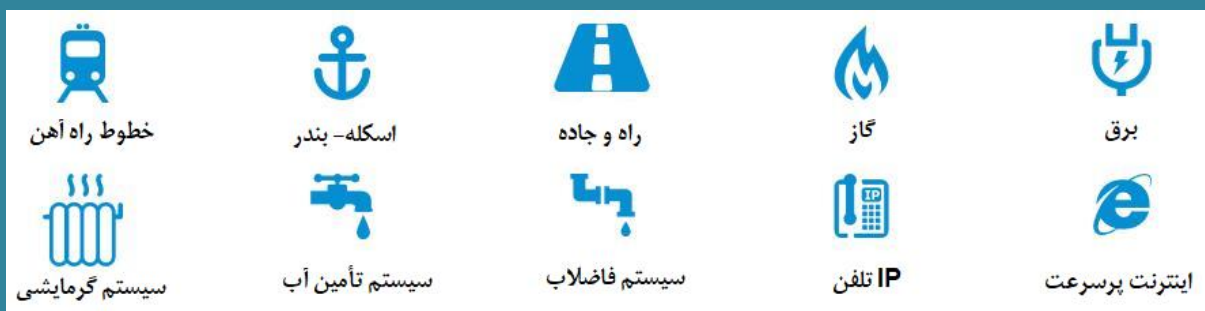 برق
گاز
راه و جاده
اسکله- بندر
خطوط راه آهن
IP
اینترنت پرسرعت
IP تلفن
سیستم فاضلاب
سیستم تأمین آب
سیستم گرمایشی